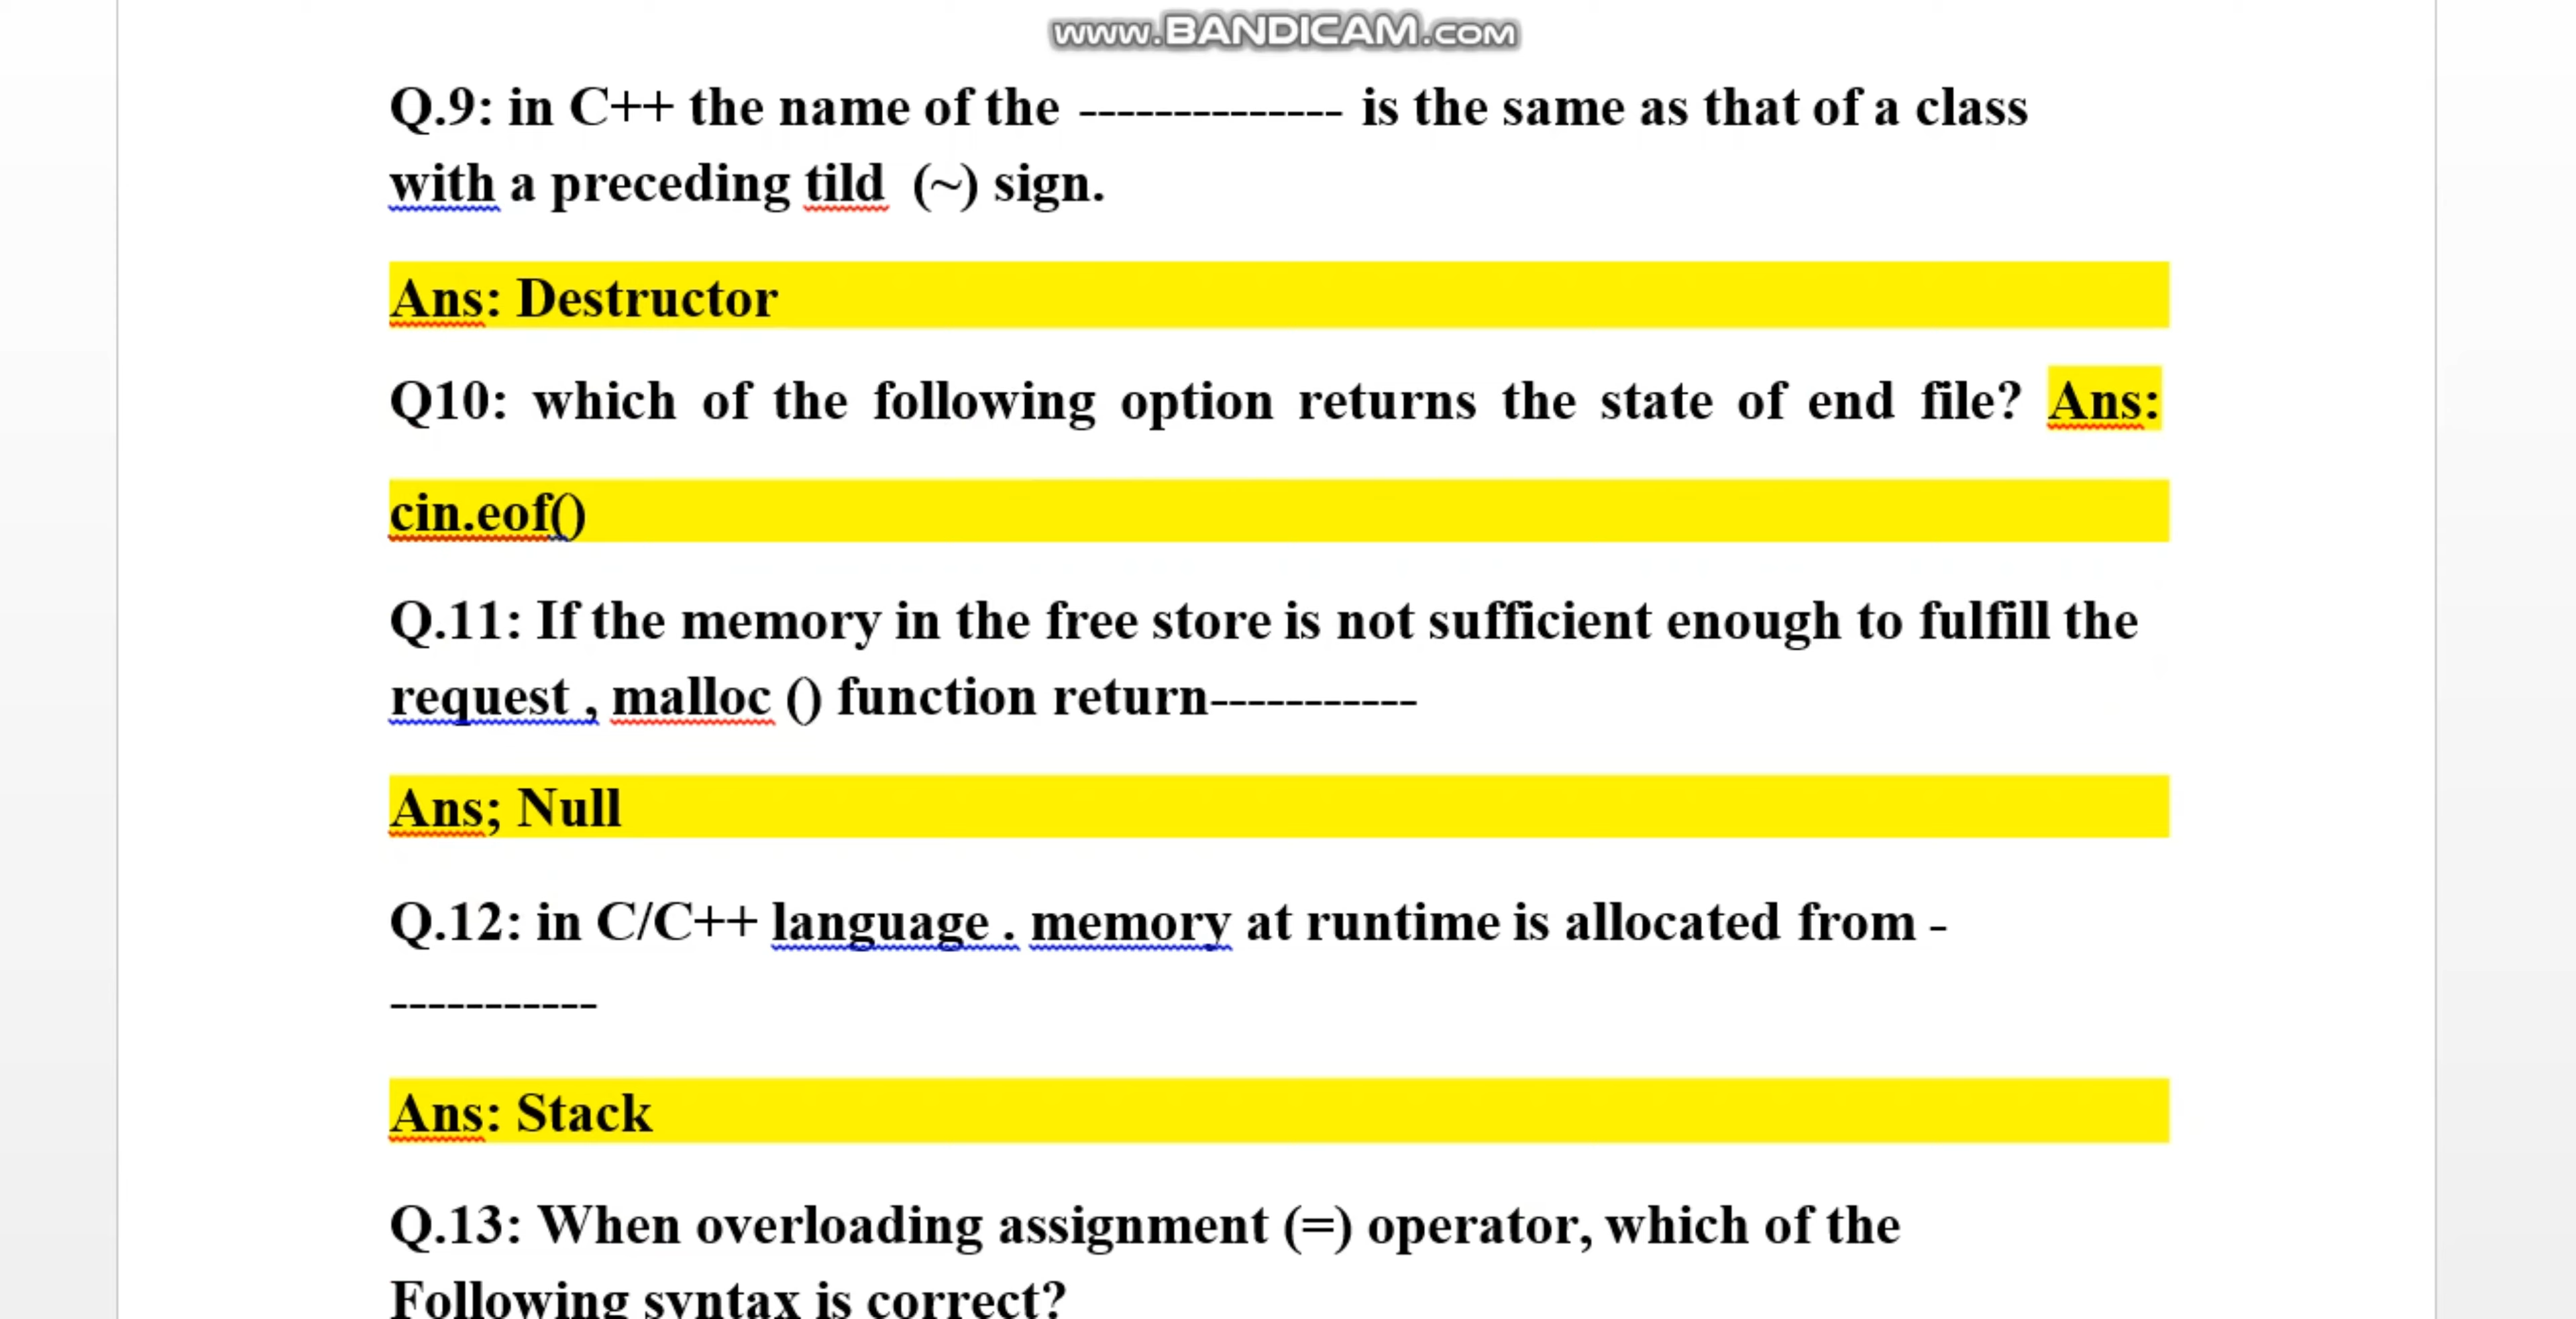 www.BANDICAM.COM
Q.9: in C++ the name of the -------------- is the same as that of a class
with a preceding tild (~) sign.
Ans: Destructor
Q10: which of the following option returns the state of end file? Ans:
cin.eof()
Q.11: If the memory in the free store is not sufficient enough to fulfill the
request , malloc () function return-----------
Ans; Null
Q.12: in C/C++ language . memory at runtime is allocated from -
-----------
Ans: Stack
Q.13: When overloading assignment (=) operator, which of the
Following syntax is correct?